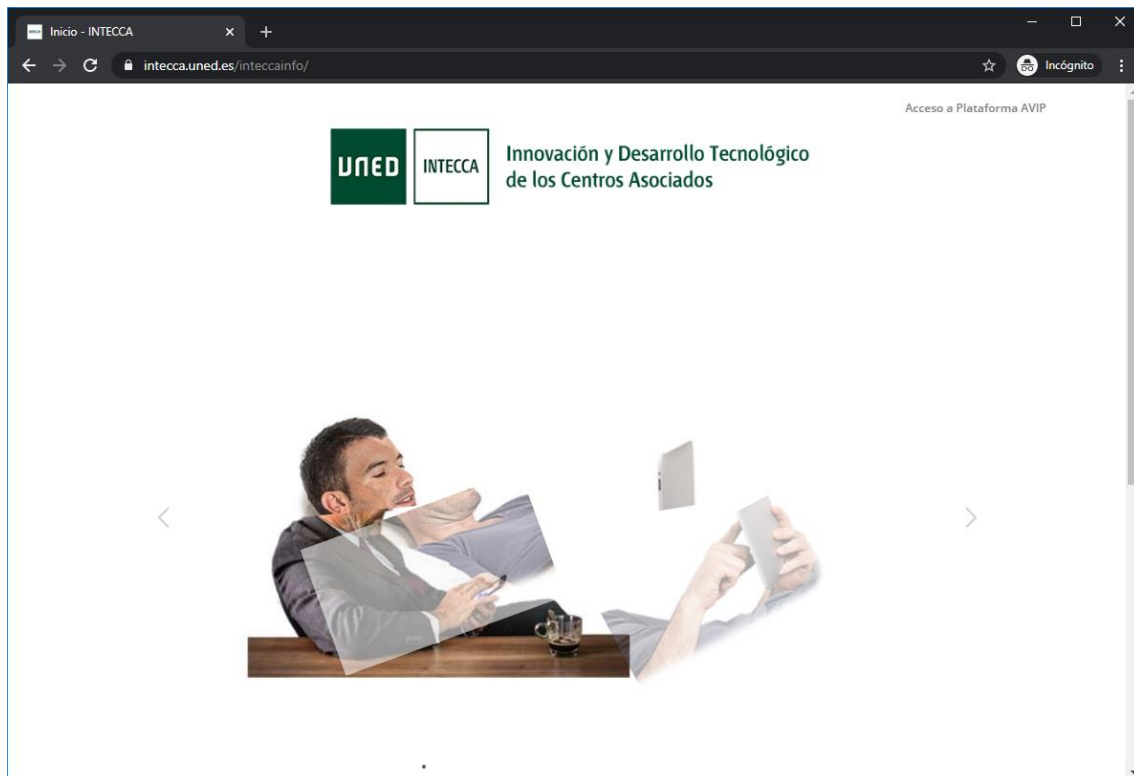 Inicio - INTECCA
intecca.uned.es/inteccainfo/
Incógnito
Acceso a Plataforma AVIP
UNED
INTECCA
Innovación y Desarrollo Tecnológico
de los Centros Asociados